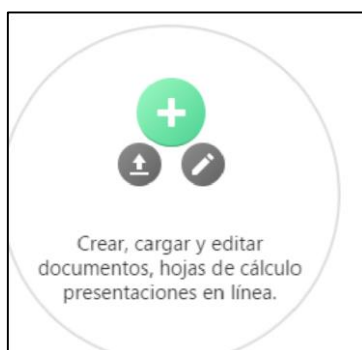 Crear, cargar y editar
documentos, hojas de cálculo
presentaciones en línea.